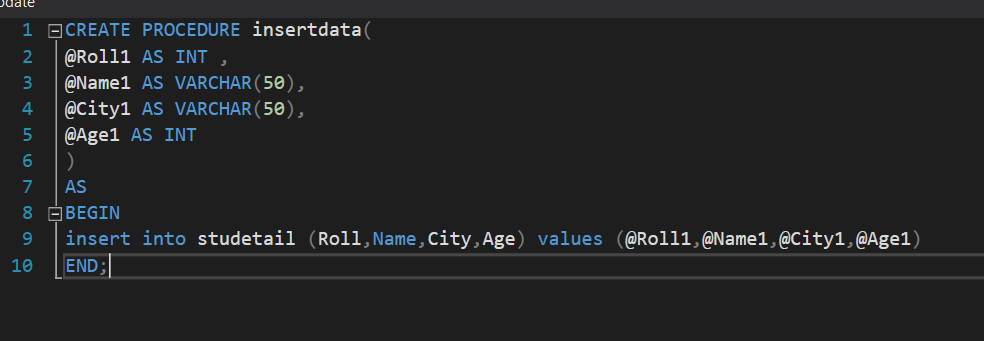 pdate
1 CREATE PROCEDURE insertdata(
2 @Roll1 AS INT ,
3 @Name1 AS VARCHAR(50),
4 @City1 AS VARCHAR(50),
5 @Age1 AS INT
6 )
7 AS
8 BEGIN
9 insert into studetail (Roll,Name,City,Age) values (@Roll1,@Name1,@City1,@Age1)
10 END;